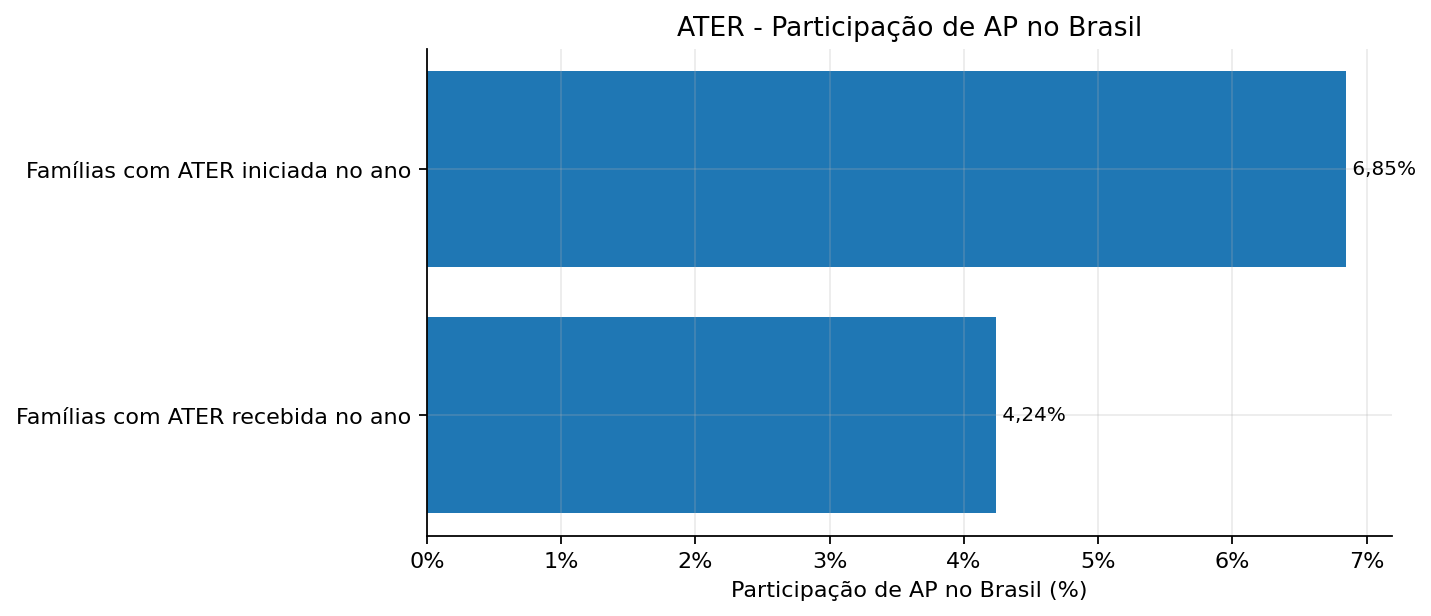 ATER - Participação de AP no Brasil
Famílias com ATER iniciada no ano
6,85%
Famílias com ATER recebida no ano
4,24%
0% 1% 2% 3% 4% 5% 6% 7%
Participação de AP no Brasil (%)